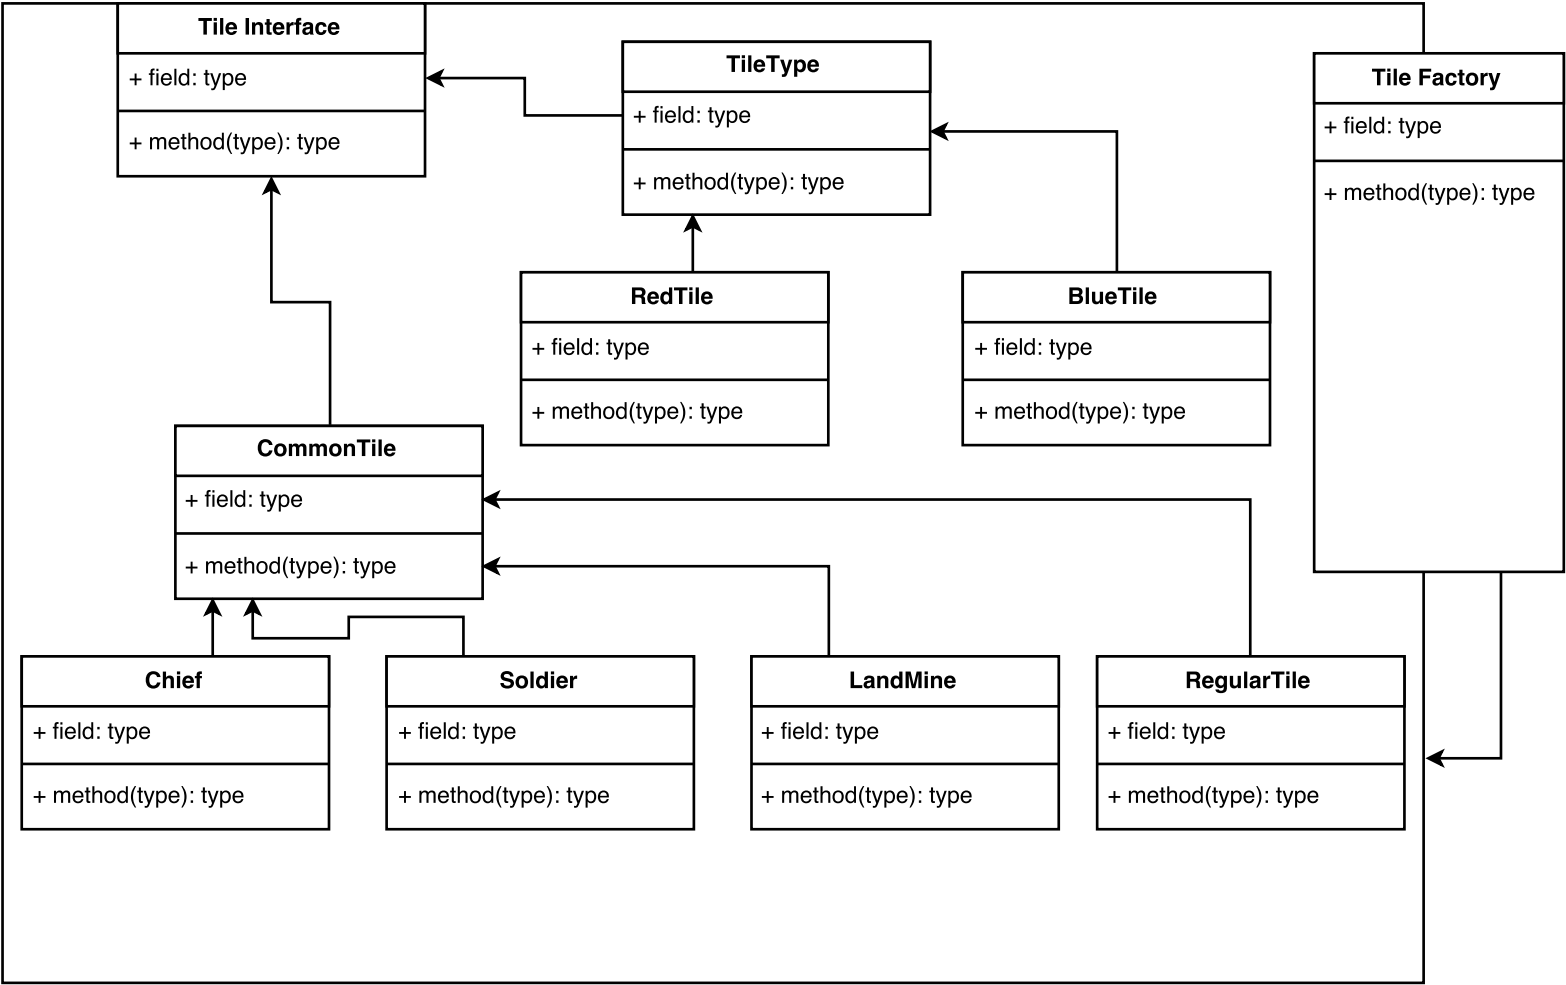 Tile Interface
+ field: type
+ method(type): type
TileType
+ field: type
+ method(type): type
Tile Factory
+ field: type
+ method(type): type
RedTile
+ field: type
+ method(type): type
BlueTile
+ field: type
+ method(type): type
CommonTile
+ field: type
+ method(type): type
Chief
+ field: type
+ method(type): type
Soldier
+ field: type
+ method(type): type
LandMine
+ field: type
+ method(type): type
RegularTile
+ field: type
+ method(type): type